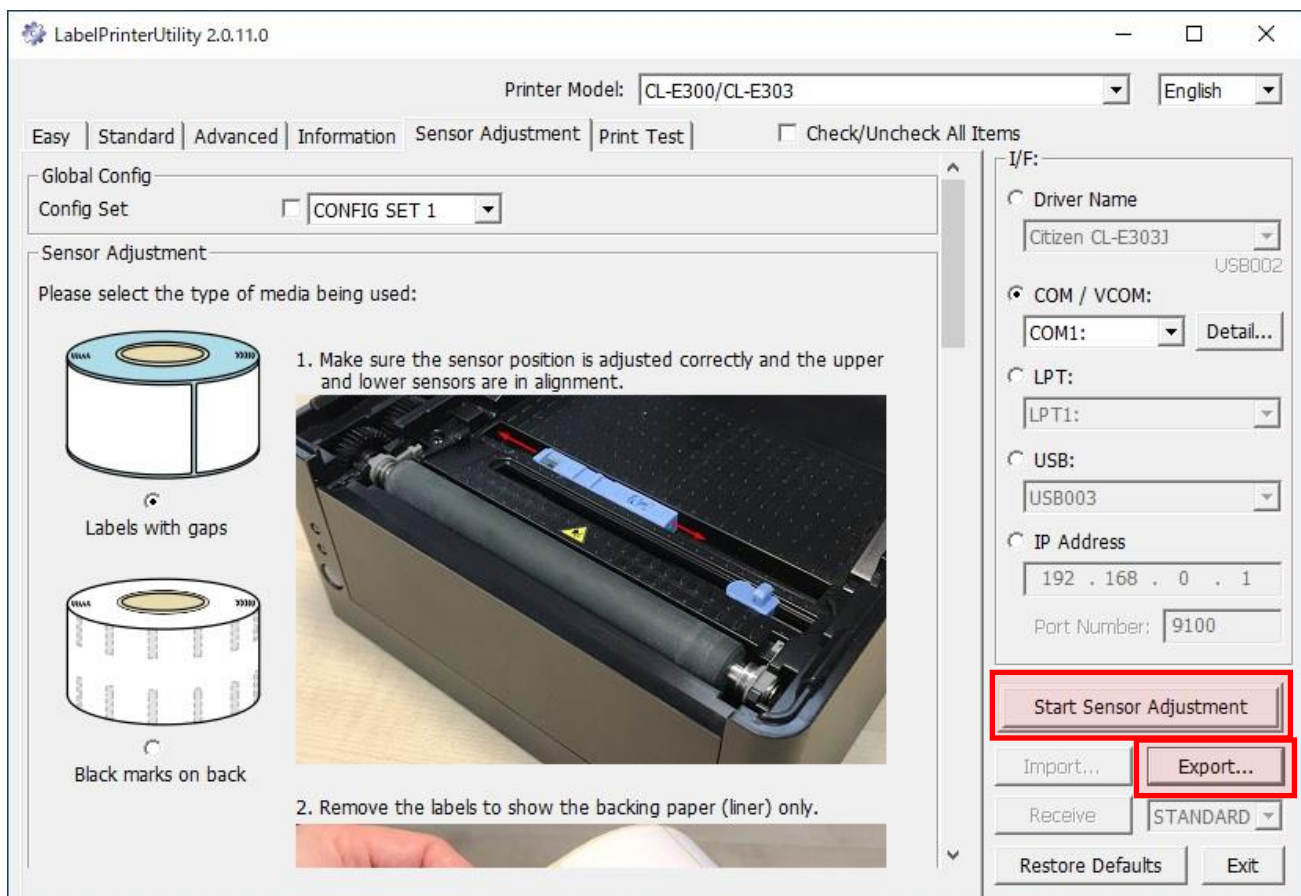 LabelPrinterUtility 2.0.11.0
Printer Model: CL-E300/CL-E303 English
Easy Standard Advanced Information Sensor Adjustment Print Test Check/Uncheck All Items
Global Config
Config Set CONFIG SET 1
Sensor Adjustment
Please select the type of media being used:
Labels with gaps
Black marks on back
1. Make sure the sensor position is adjusted correctly and the upper
and lower sensors are in alignment.
2. Remove the labels to show the backing paper (liner) only.
I/F:
Driver Name
Citizen CL-E303J
USB002
COM / VCOM:
COM1: Detail...
LPT:
LPT1:
USB:
USB003
IP Address
192 . 168 . 0 . 1
Port Number: 9100
Start Sensor Adjustment
Import... Export...
Receive STANDARD
Restore Defaults Exit